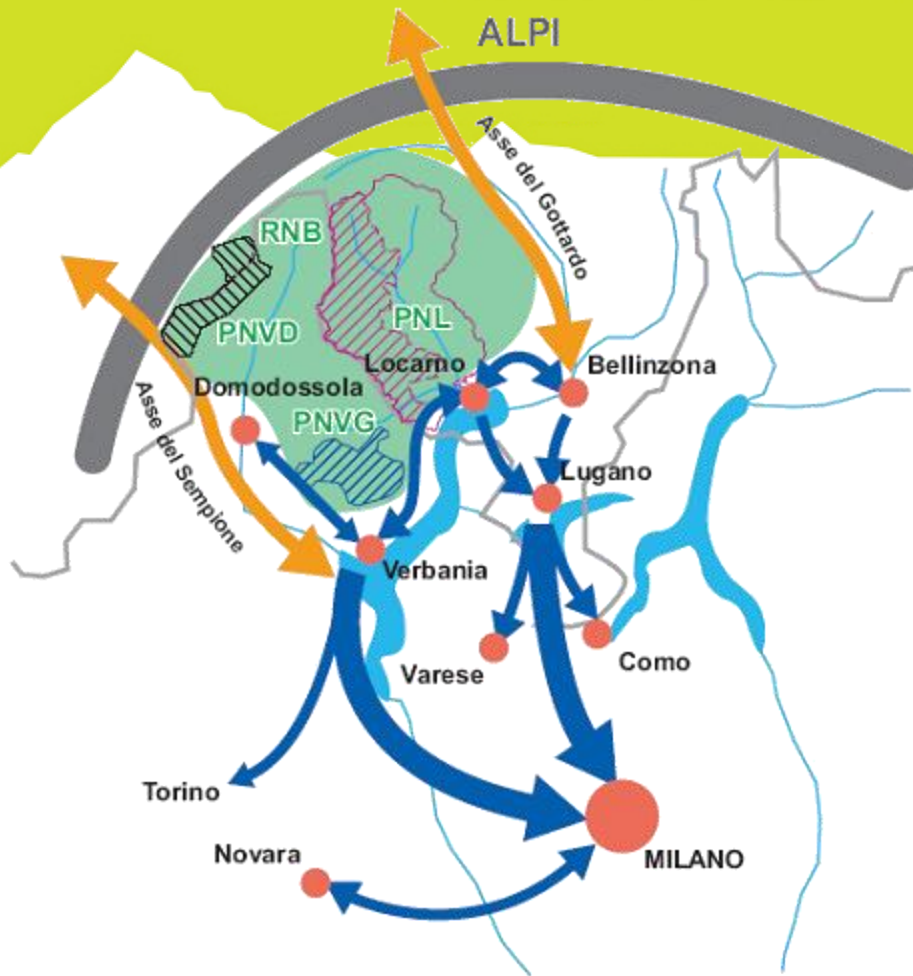 ALPI
Asse del Gottardo
RNB
PNVD
PNL
Locarno
Bellinzona
Domodossola
PNVG
Asse del Sempione
Lugano
Verbania
Varese
Como
Torino
Novara
MILANO